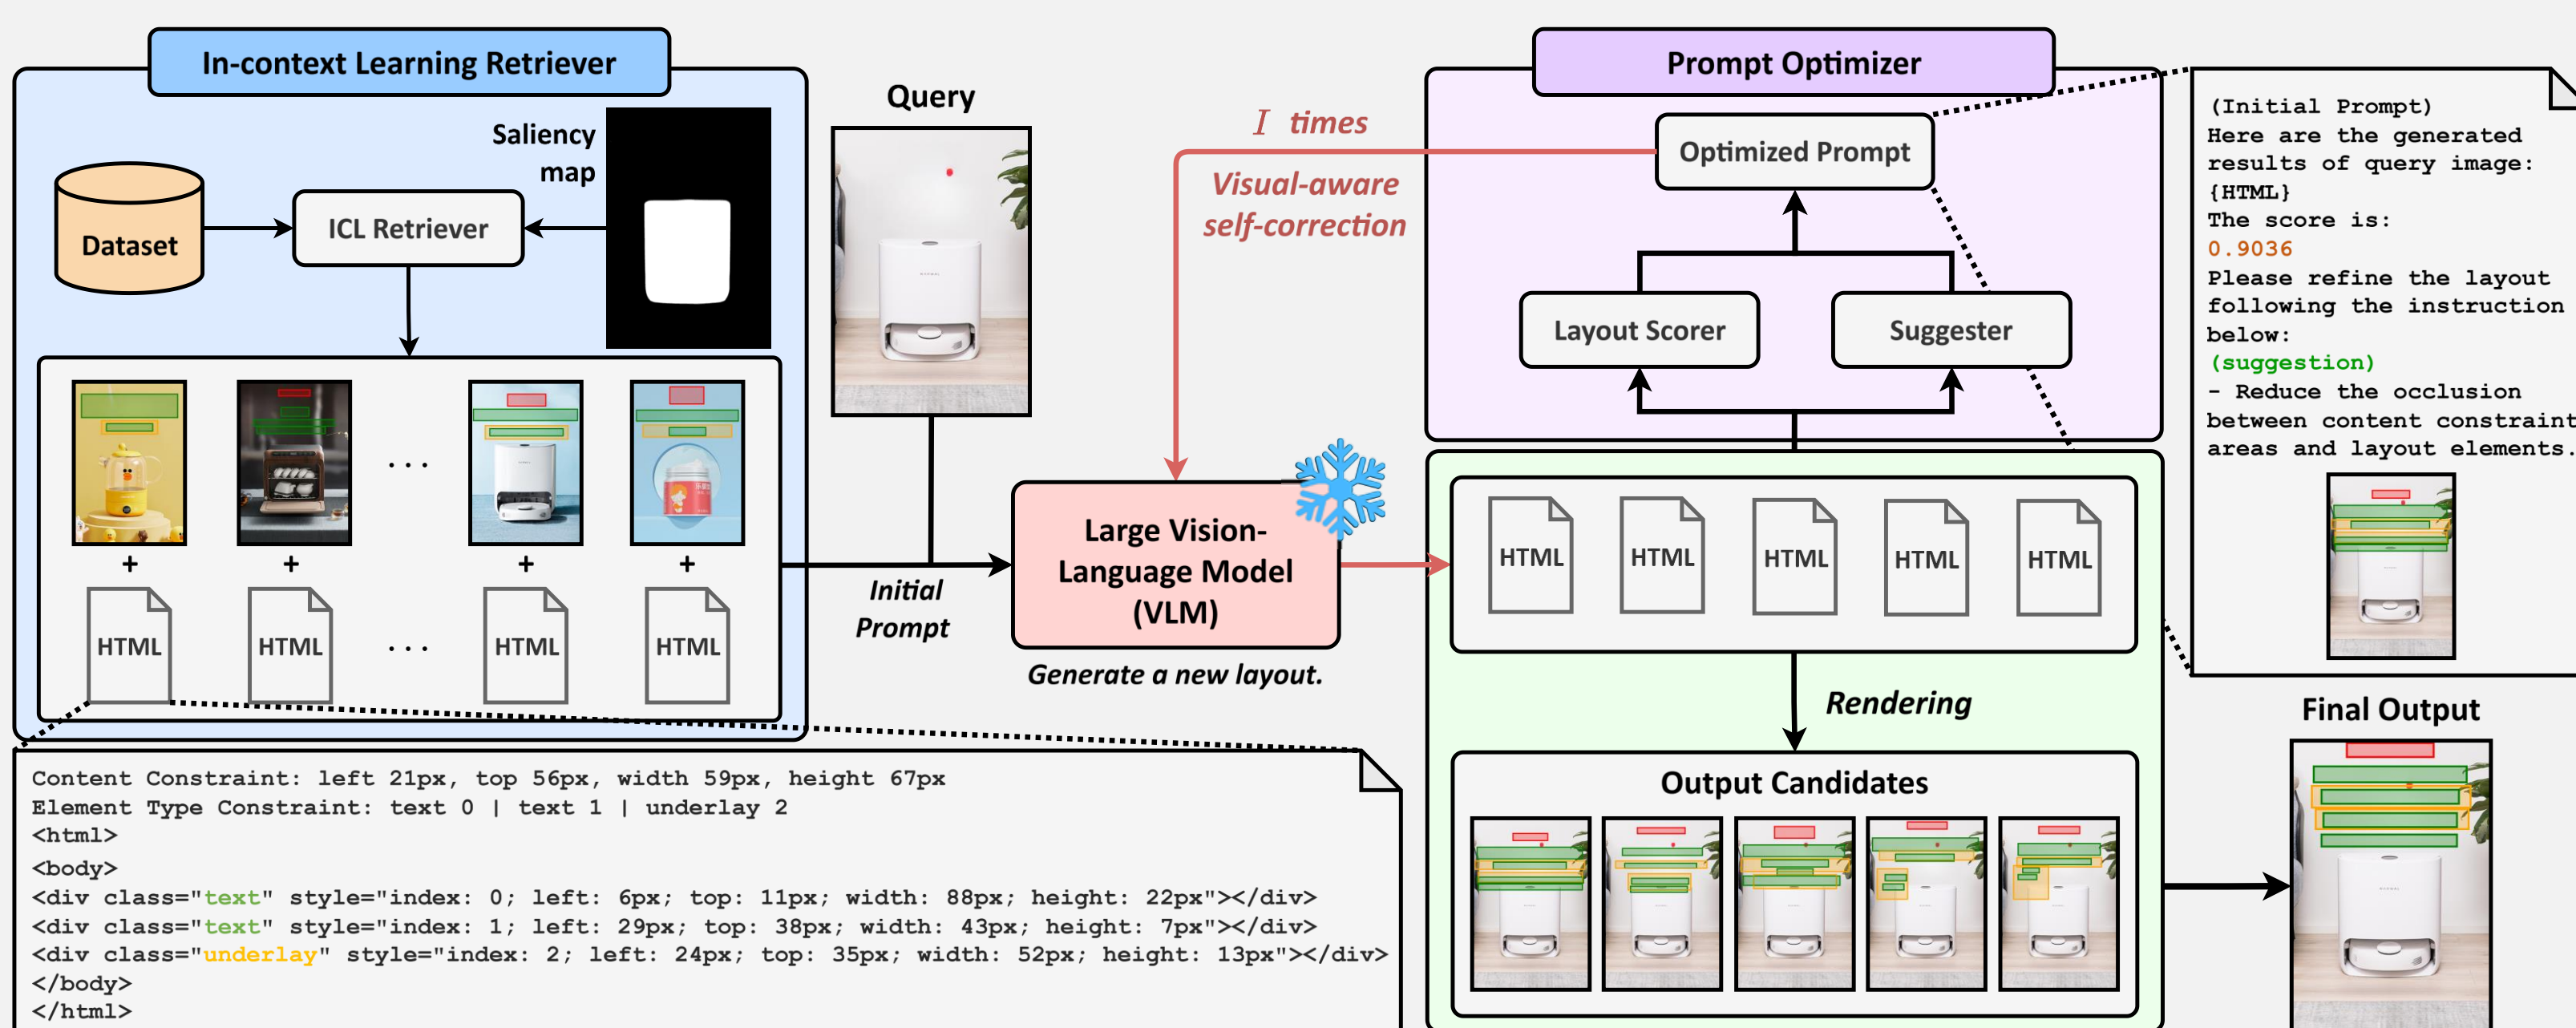 In-context Learning Retriever
Saliency
map
Dataset
ICL Retriever
+
+
. . .
+
+
HTML
HTML
. . .
HTML
HTML
Query
Initial
Prompt
Large Vision-
Language Model
(VLM)
Generate a new layout.
I times
Visual-aware
self-correction
Prompt Optimizer
Optimized Prompt
Layout Scorer
Suggester
HTML
HTML
HTML
HTML
HTML
Rendering
Output Candidates
(Initial Prompt)
Here are the generated
results of query image:
{HTML}
The score is:
0.9036
Please refine the layout
following the instruction
below:
(suggestion)
- Reduce the occlusion
between content constraint
areas and layout elements.
Final Output
Content Constraint: left 21px, top 56px, width 59px, height 67px
Element Type Constraint: text 0 | text 1 | underlay 2
<html>
<body>
<div class="text" style="index: 0; left: 6px; top: 11px; width: 88px; height: 22px"></div>
<div class="text" style="index: 1; left: 29px; top: 38px; width: 43px; height: 7px"></div>
<div class="underlay" style="index: 2; left: 24px; top: 35px; width: 52px; height: 13px"></div>
</body>
</html>